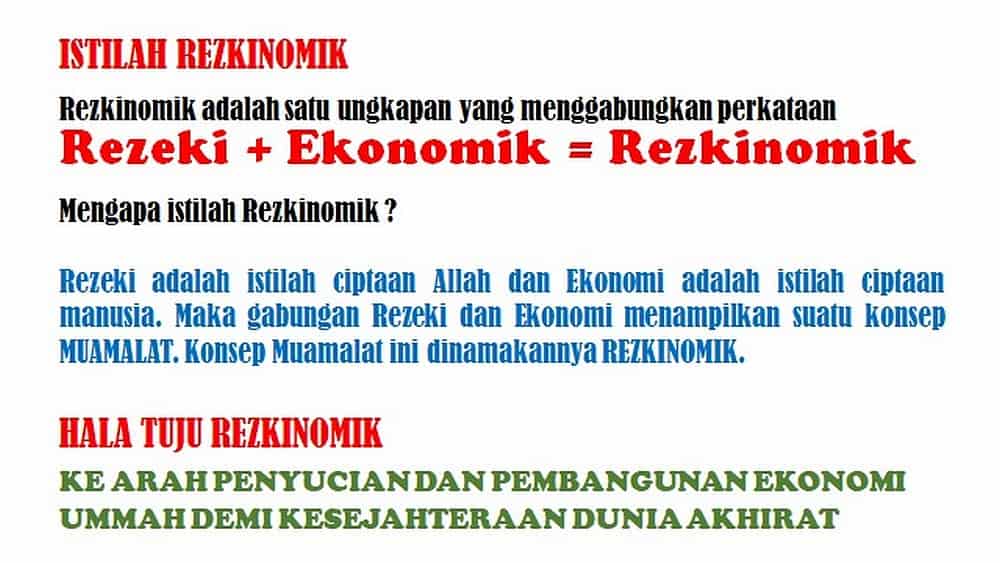 ISTILAH REZKINOMIK
Rezkinomik adalah satu ungkapan yang menggabungkan perkataan
Rezeki + Ekonomik = Rezkinomik
Mengapa istilah Rezkinomik ?
Rezeki adalah istilah ciptaan Allah dan Ekonomi adalah istilah ciptaan
manusia. Maka gabungan Rezeki dan Ekonomi menampilkan suatu konsep
MUAMALAT. Konsep Muamalat ini dinamakannya REZKINOMIK.
HALA TUJU REZKINOMIK
KE ARAH PENYUCIAN DAN PEMBANGUNAN EKONOMI
UMMAH DEMI KESEJAHTERAAN DUNIA AKHIRAT